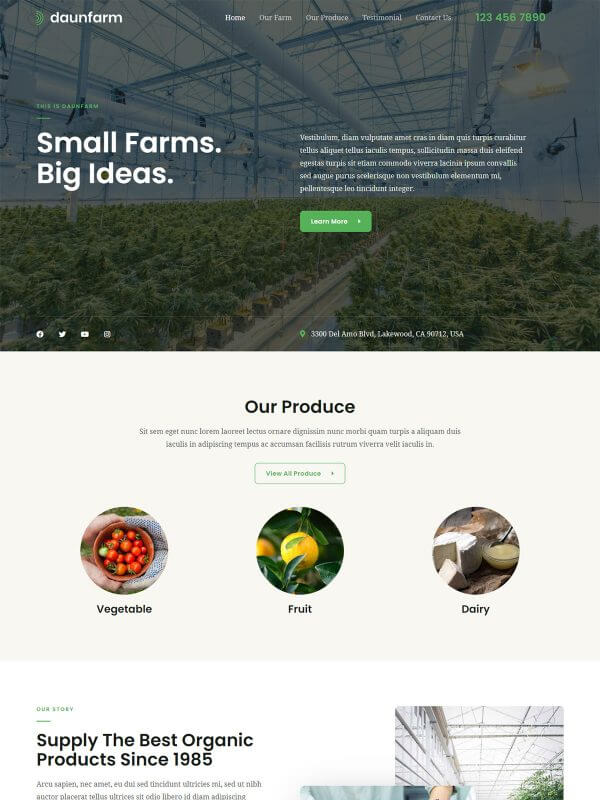 daunfarm
Home Our Farm Our Produce Testimonial Contact Us 123 456 7890
THIS IS DAUNFARM
Small Farms.
Big Ideas.
Vestibulum, diam vulputate amet cras in diam quis turpis curabitur
tellus aliquet tellus iaculis tempus, sollicitudin massa duis eleifend
egestas turpis sit etiam commodo viverra lacinia ipsum convallis
sed augue purus scelerisque non vestibulum elementum mi,
pellentesque leo tincidunt integer.
Learn More
3300 Del Amo Blvd, Lakewood, CA 90712, USA
Our Produce
Sit sem eget nunc lorem laoreet lectus ornare dignissim nunc morbi quam turpis a aliquam duis
iaculis in adipiscing tempus ac accumsan facilisis rutrum viverra velit iaculis in.
View All Produce
Vegetable
Fruit
Dairy
OUR STORY
Supply The Best Organic
Products Since 1985
Arcu sapien, nec amet, eu dui sed tincidunt ultricies mi, sed ut nibh
auctor placerat tellus ultrices sit odio libero id diam adipiscing